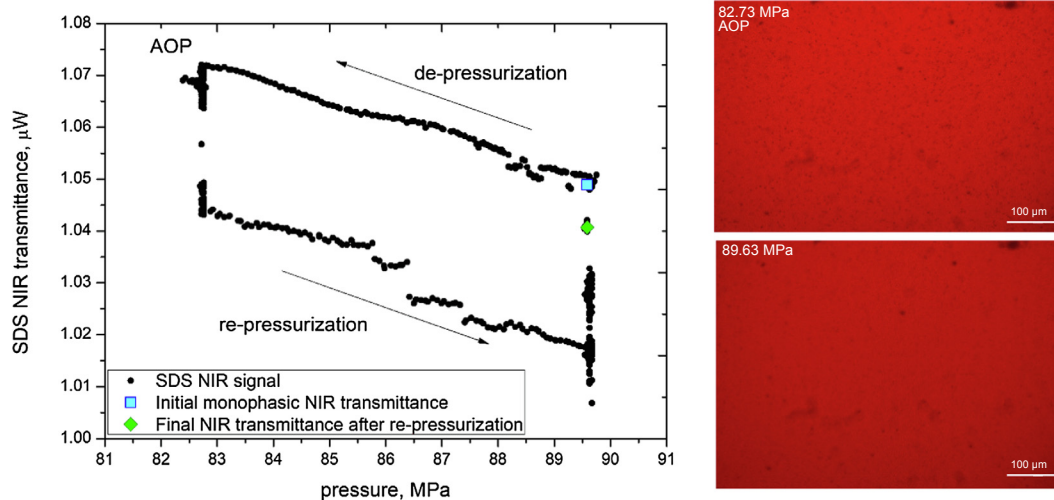 SDS NIR transmittance, µW
1.08
1.07
1.06
1.05
1.04
1.03
1.02
1.01
1.00
AOP
de-pressurization
re-pressurization
SDS NIR signal
Initial monophasic NIR transmittance
Final NIR transmittance after re-pressurization
81 82 83 84 85 86 87 88 89 90 91
pressure, MPa
82.73 MPa
AOP
100 µm
89.63 MPa
100 µm